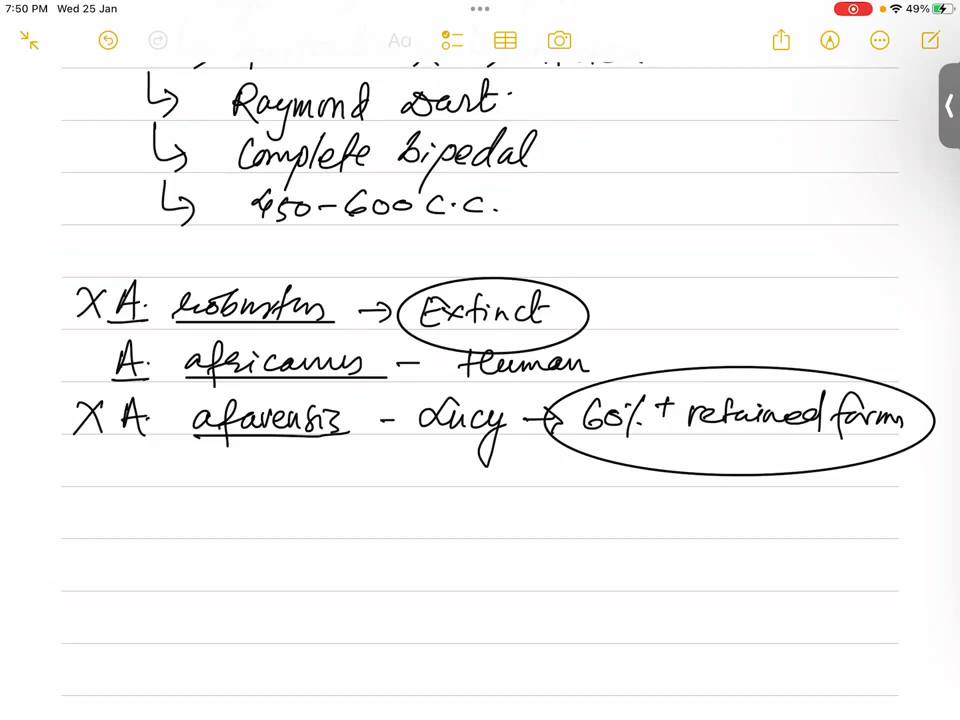 7:50 PM Wed 25 Jan 49%
Aa
↳ Raymond Dart.
↳ Complete bipedal
↳ 450-600 c.c.
X A. robustus → Extinct
A. africanus - Human
X A. afarensis - Lucy → 60% + retained form